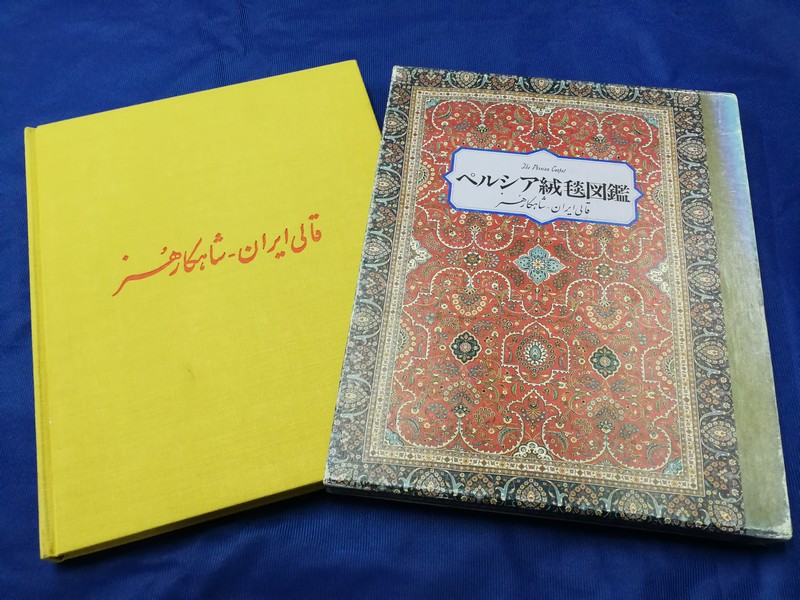 قالی ایران - شاهکار هنر
The Persian Carpet
ペルシア絨毯図鑑
قالی ایران - شاهکار هنر